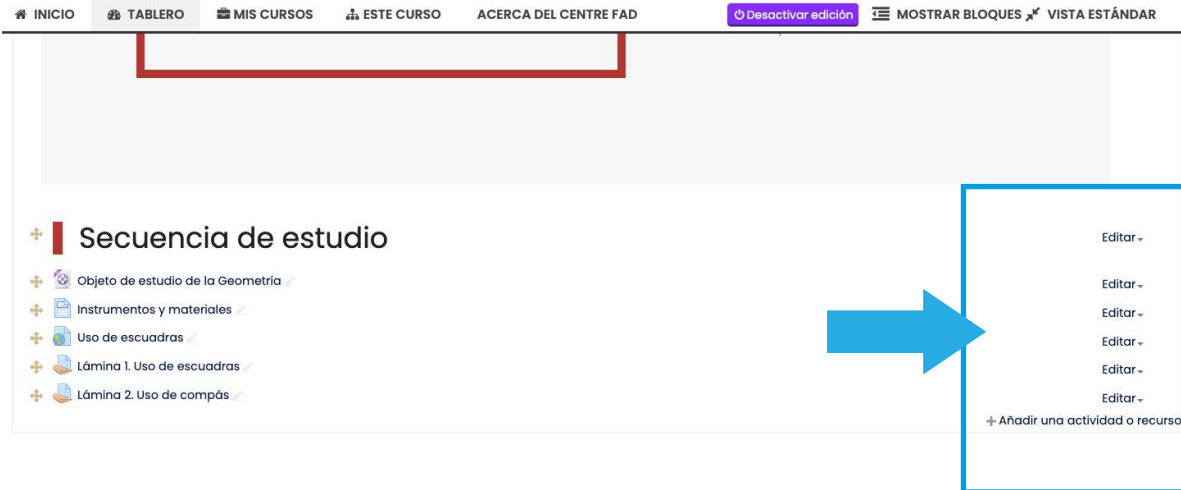 INICIO TABLERO MIS CURSOS ESTE CURSO ACERCA DEL CENTRE FAD Desactivar edición MOSTRAR BLOQUES VISTA ESTÁNDAR
Secuencia de estudio Editar
Objeto de estudio de la Geometría Editar
Instrumentos y materiales Editar
Uso de escuadras Editar
Lámina 1. Uso de escuadras Editar
Lámina 2. Uso de compás Editar
+ Añadir una actividad o recurso